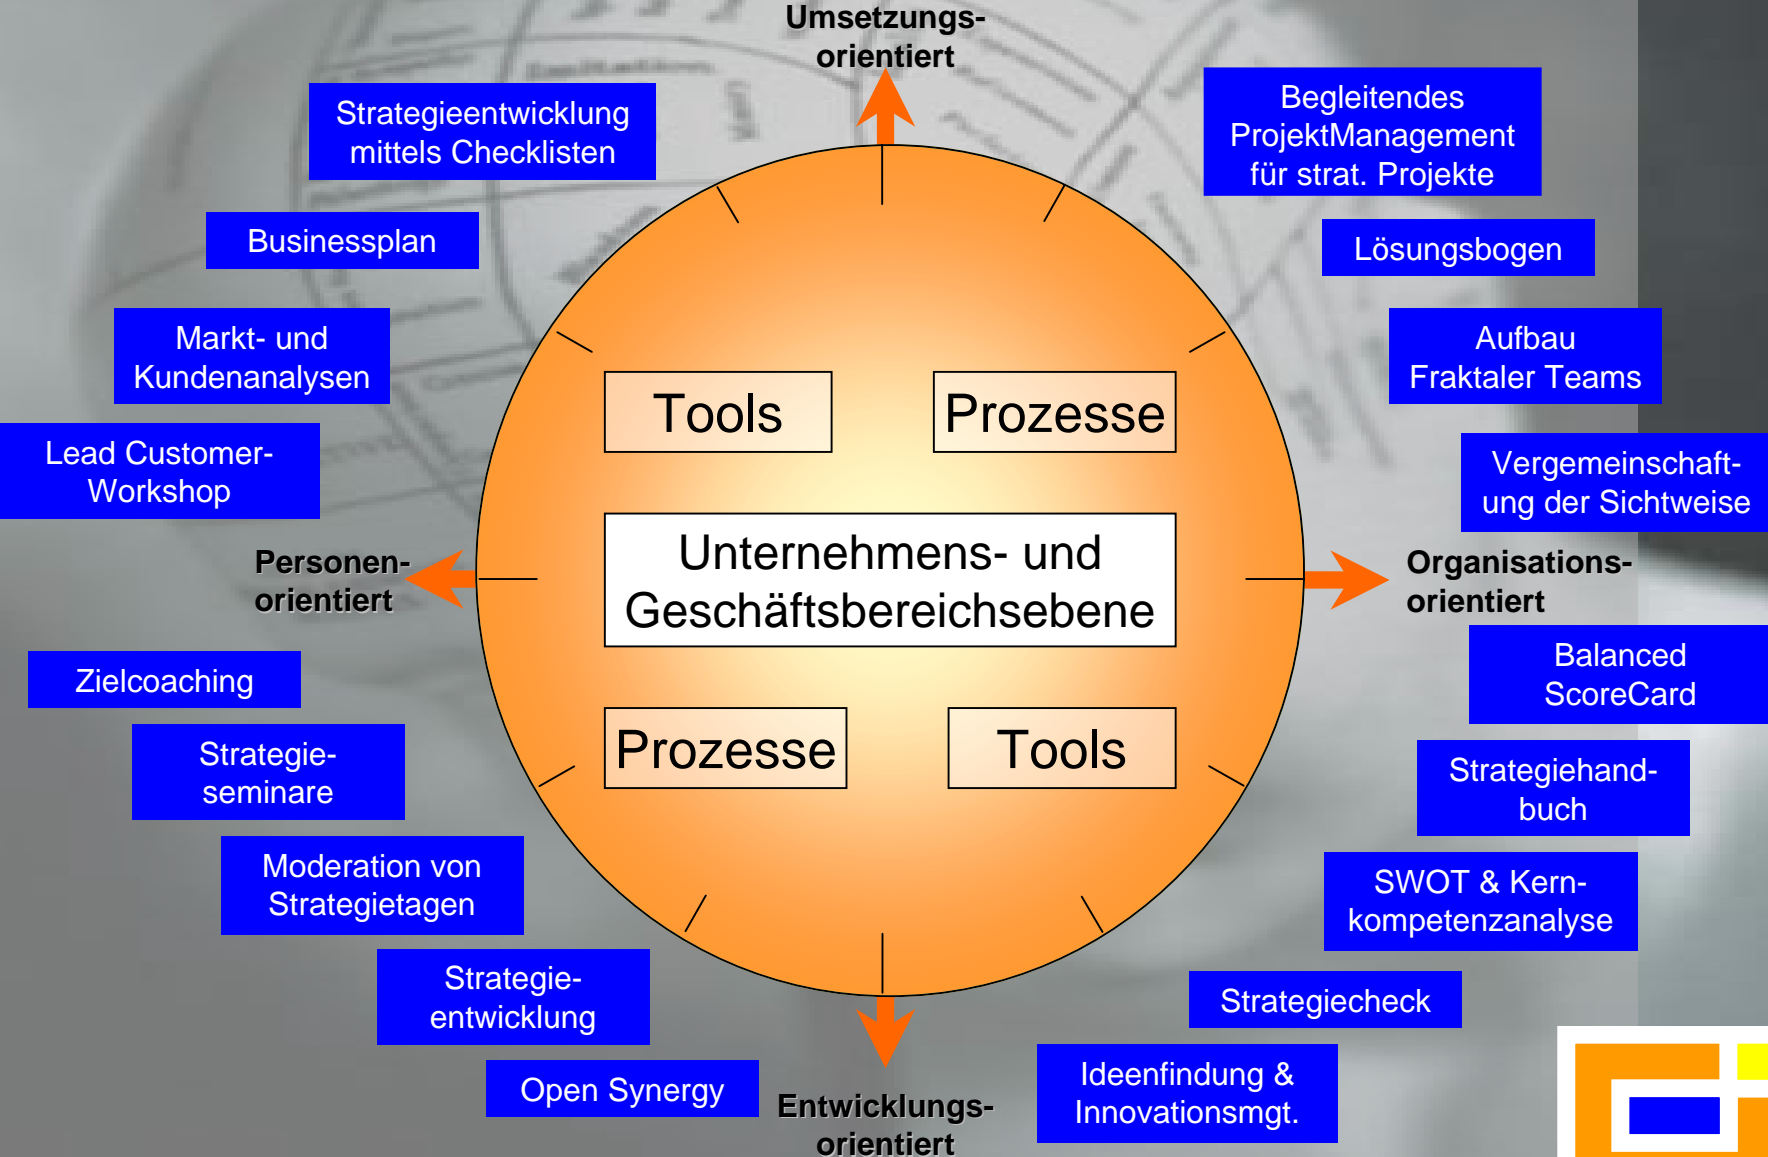 Umsetzungs-
orientiert
Strategieentwicklung
mittels Checklisten
Businessplan
Markt- und
Kundenanalysen
Lead Customer-
Workshop
Begleitendes
ProjektManagement
für strat. Projekte
Lösungsbogen
Aufbau
Fraktaler Teams
Vergemeinschaft-
ung der Sichtweise
Tools
Prozesse
Unternehmens- und
Geschäftsbereichsebene
Prozesse
Tools
Personen-
orientiert
Organisations-
orientiert
Zielcoaching
Strategie-
seminare
Moderation von
Strategietagen
Strategie-
entwicklung
Open Synergy
Balanced
ScoreCard
Strategiehand-
buch
SWOT & Kern-
kompetenzanalyse
Strategiecheck
Ideenfindung &
Innovationsmgt.
Entwicklungs-
orientiert